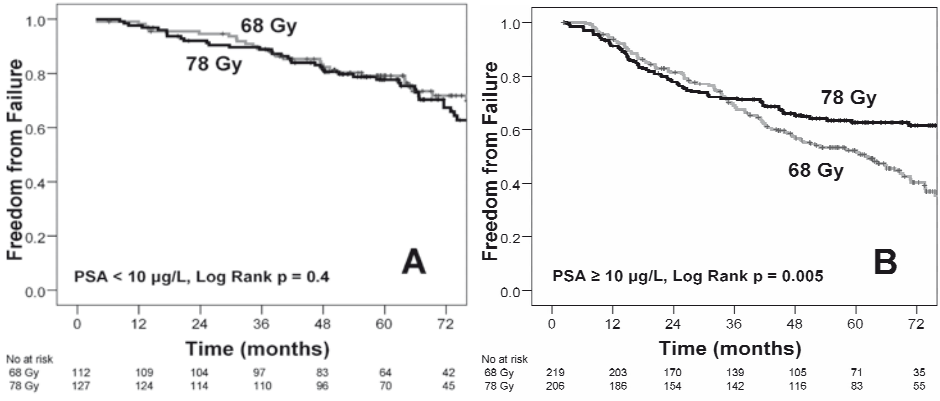 A
Freedom from Failure
1.0
0.8
0.6
0.4
0.2
0.0
68 Gy
78 Gy
PSA < 10 µg/L, Log Rank p = 0.4
A
0 12 24 36 48 60 72
Time (months)
No at risk
68 Gy 112 109 104 97 83 64 42
78 Gy 127 124 114 110 96 70 45
B
Freedom from Failure
1.0
0.8
0.6
0.4
0.2
0.0
78 Gy
68 Gy
PSA ≥ 10 µg/L, Log Rank p = 0.005
B
0 12 24 36 48 60 72
Time (months)
No at risk
68 Gy 219 203 170 139 105 71 35
78 Gy 206 186 154 142 116 83 55